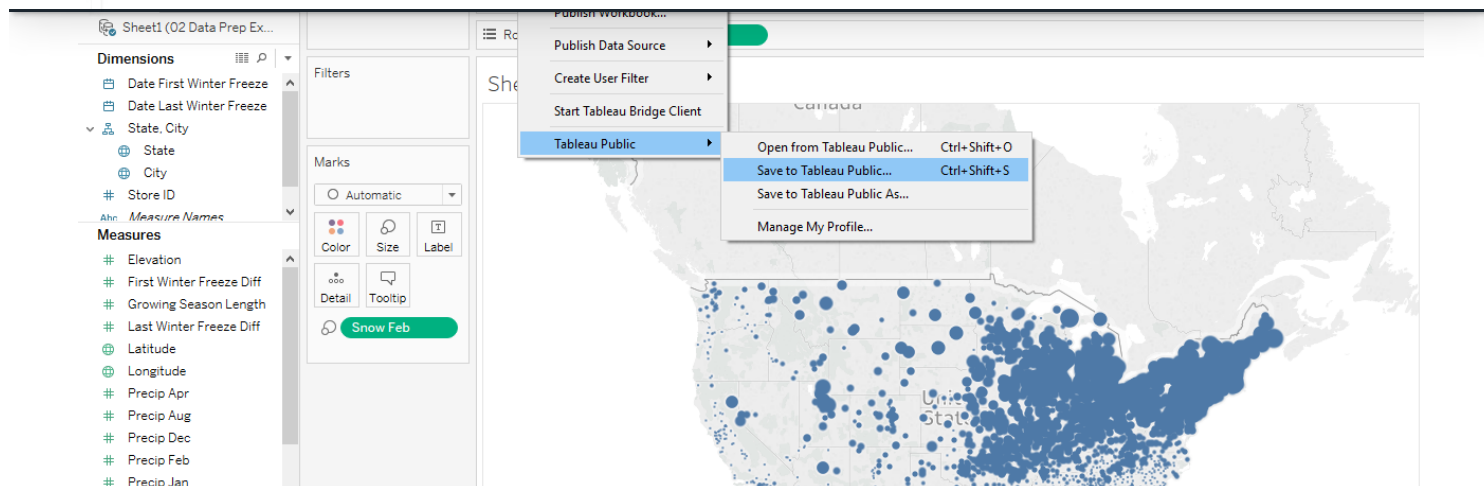 Sheet1 (02 Data Prep Ex...
Dimensions
Date First Winter Freeze
Date Last Winter Freeze
State, City
State
City
Store ID
Abc Measure Names
Measures
Elevation
First Winter Freeze Diff
Growing Season Length
Last Winter Freeze Diff
Latitude
Longitude
Precip Apr
Precip Aug
Precip Dec
Precip Feb
Precip Jan
Filters
Marks
Automatic
Color
Size
Label
Detail
Tooltip
Snow Feb
Publish Workbook...
Publish Data Source
Create User Filter
Start Tableau Bridge Client
Tableau Public
Open from Tableau Public... Ctrl+Shift+O
Save to Tableau Public... Ctrl+Shift+S
Save to Tableau Public As...
Manage My Profile...
Canada